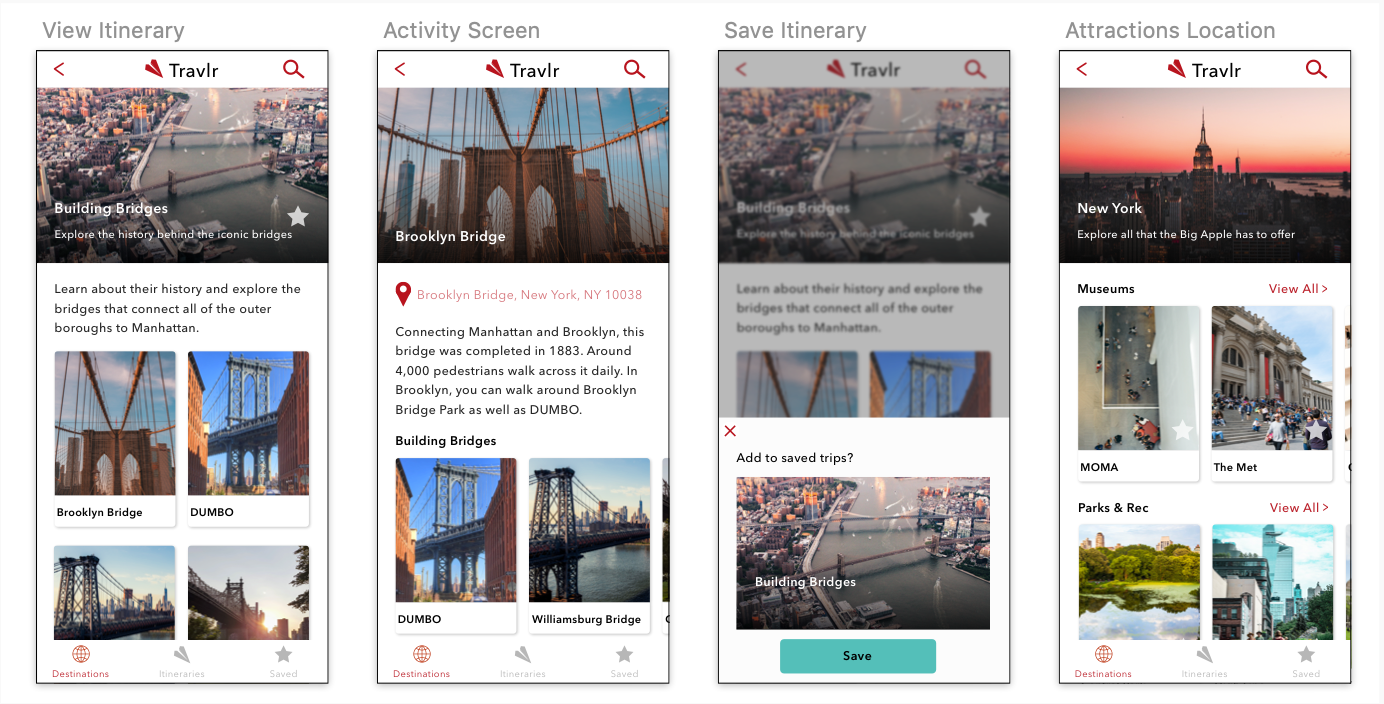 View Itinerary
Travlr
Building Bridges
Explore the history behind the iconic bridges
Learn about their history and explore the
bridges that connect all of the outer
boroughs to Manhattan.
Brooklyn Bridge
DUMBO
Destinations
Itineraries
Saved
Activity Screen
Travlr
Brooklyn Bridge
Brooklyn Bridge, New York, NY 10038
Connecting Manhattan and Brooklyn, this
bridge was completed in 1883. Around
4,000 pedestrians walk across it daily. In
Brooklyn, you can walk around Brooklyn
Bridge Park as well as DUMBO.
Building Bridges
DUMBO
Williamsburg Bridge
Destinations
Itineraries
Saved
Save Itinerary
Travlr
Building Bridges
Explore the history behind the iconic bridges
Learn about their history and explore the
bridges that connect all of the outer
boroughs to Manhattan.
Add to saved trips?
Building Bridges
Save
Attractions Location
Travlr
New York
Explore all that the Big Apple has to offer
Museums
View All >
MOMA
The Met
Parks & Rec
View All >
Destinations
Itineraries
Saved